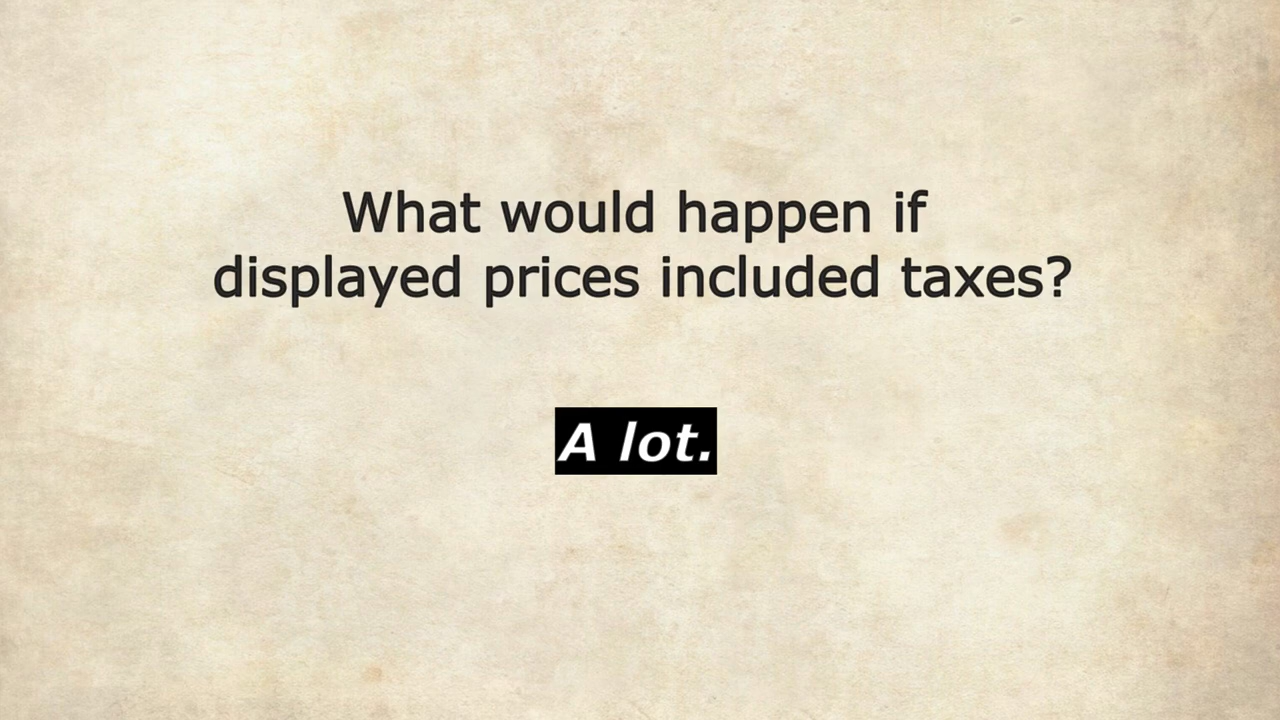 What would happen if
displayed prices included taxes?
A lot.